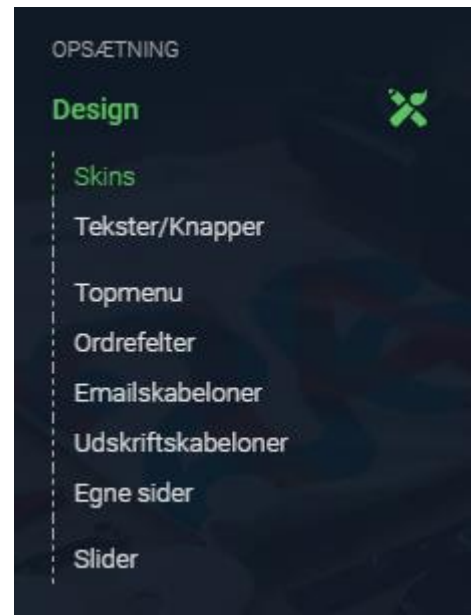 OPSÆTNING
Design
Skins
Tekster/Knapper
Topmenu
Ordrefelter
Emailskabeloner
Udskriftskabeloner
Egne sider
Slider